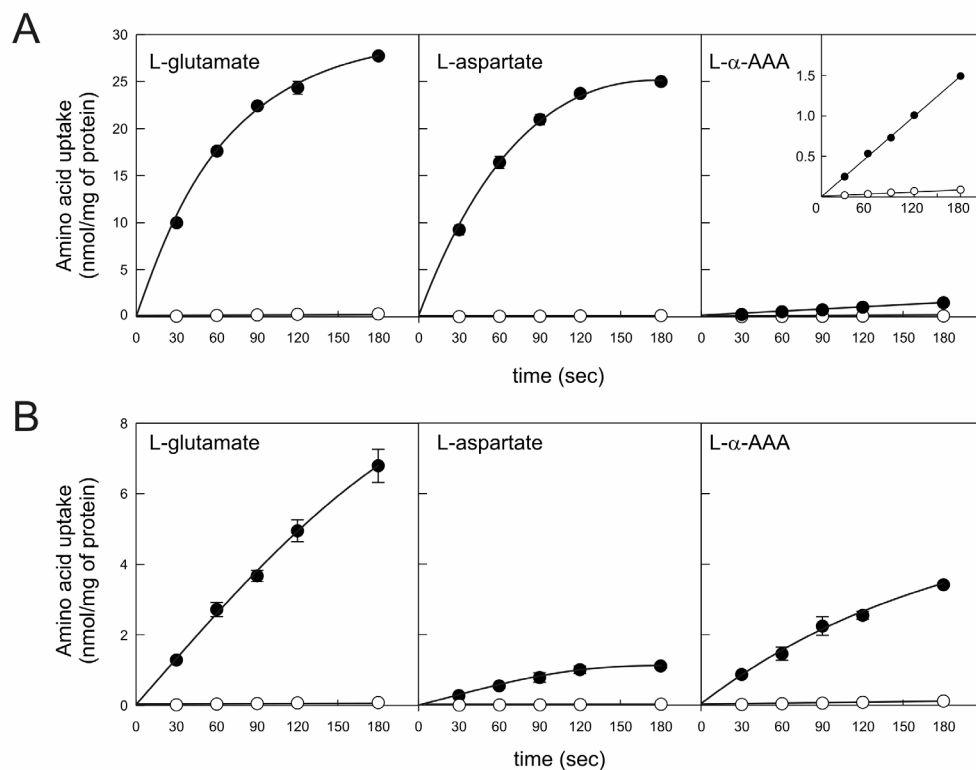 A
Amino acid uptake
(nmol/mg of protein)
30
25
20
15
10
5
0
L-glutamate
0 30 60 90 120 150 180
L-aspartate
0 30 60 90 120 150 180
L-α-AAA
0 30 60 90 120 150 180
1.5
1.0
0.5
0 60 120 180
time (sec)
B
Amino acid uptake
(nmol/mg of protein)
8
6
4
2
0
L-glutamate
0 30 60 90 120 150 180
L-aspartate
0 30 60 90 120 150 180
L-α-AAA
0 30 60 90 120 150 180
time (sec)